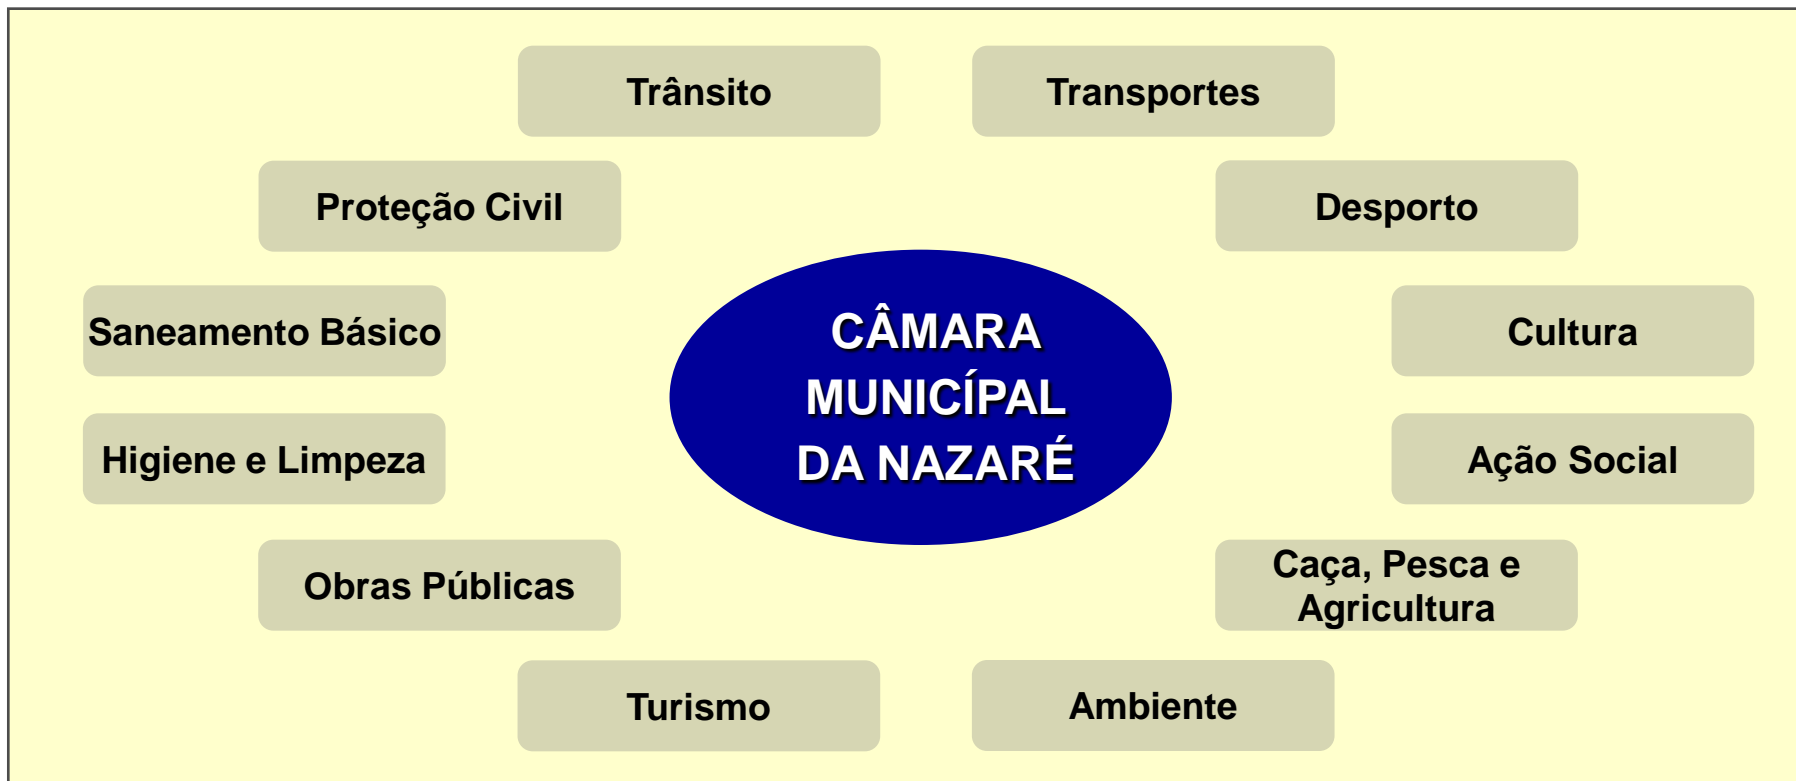 Trânsito
Transportes
Proteção Civil
Desporto
Saneamento Básico
CÂMARA
MUNICÍPAL
DA NAZARÉ
Cultura
Higiene e Limpeza
Ação Social
Obras Públicas
Caça, Pesca e
Agricultura
Turismo
Ambiente